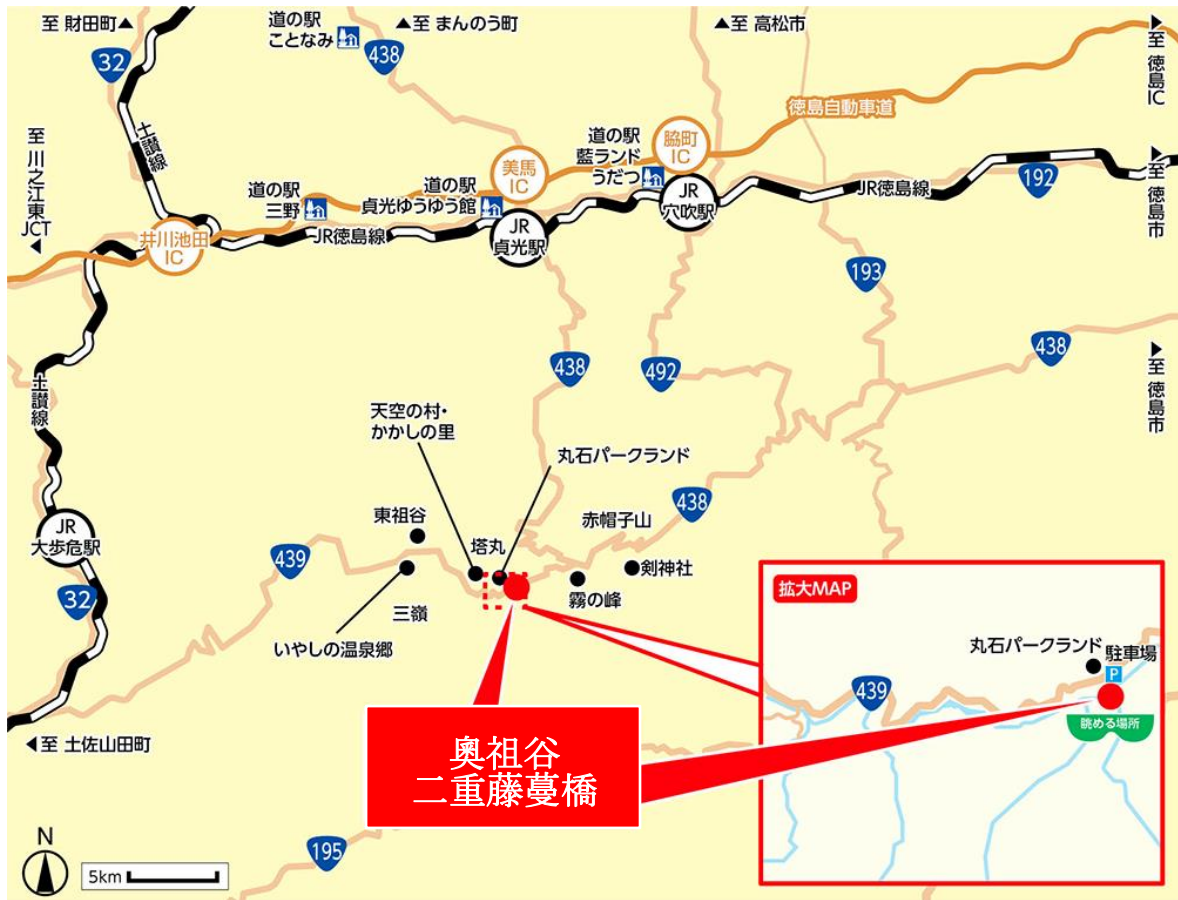 至 財田町▲
道の駅
ことなみ
▲至 まんのう町
▲至 高松市
▶至 徳島IC
32
438
徳島自動車道
土讃線
至 川之江東
JCT
◀
道の駅
三野
道の駅
貞光ゆうゆう館
美馬
IC
道の駅
藍ランド
うだつ
脇町
IC
JR
穴吹駅
JR徳島線
192
▶至 徳島市
井川池田
IC
JR徳島線
JR
貞光駅
193
438
492
438
▶至 徳島市
土讃線
天空の村・
かかしの里
丸石パークランド
JR
大歩危駅
東祖谷
塔丸
赤帽子山
438
439
剣神社
霧の峰
32
三嶺
いやしの温泉郷
拡大MAP
丸石パークランド
駐車場
P
439
眺める場所
◀至 土佐山田町
奧祖谷
二重藤蔓橋
195
N
5km